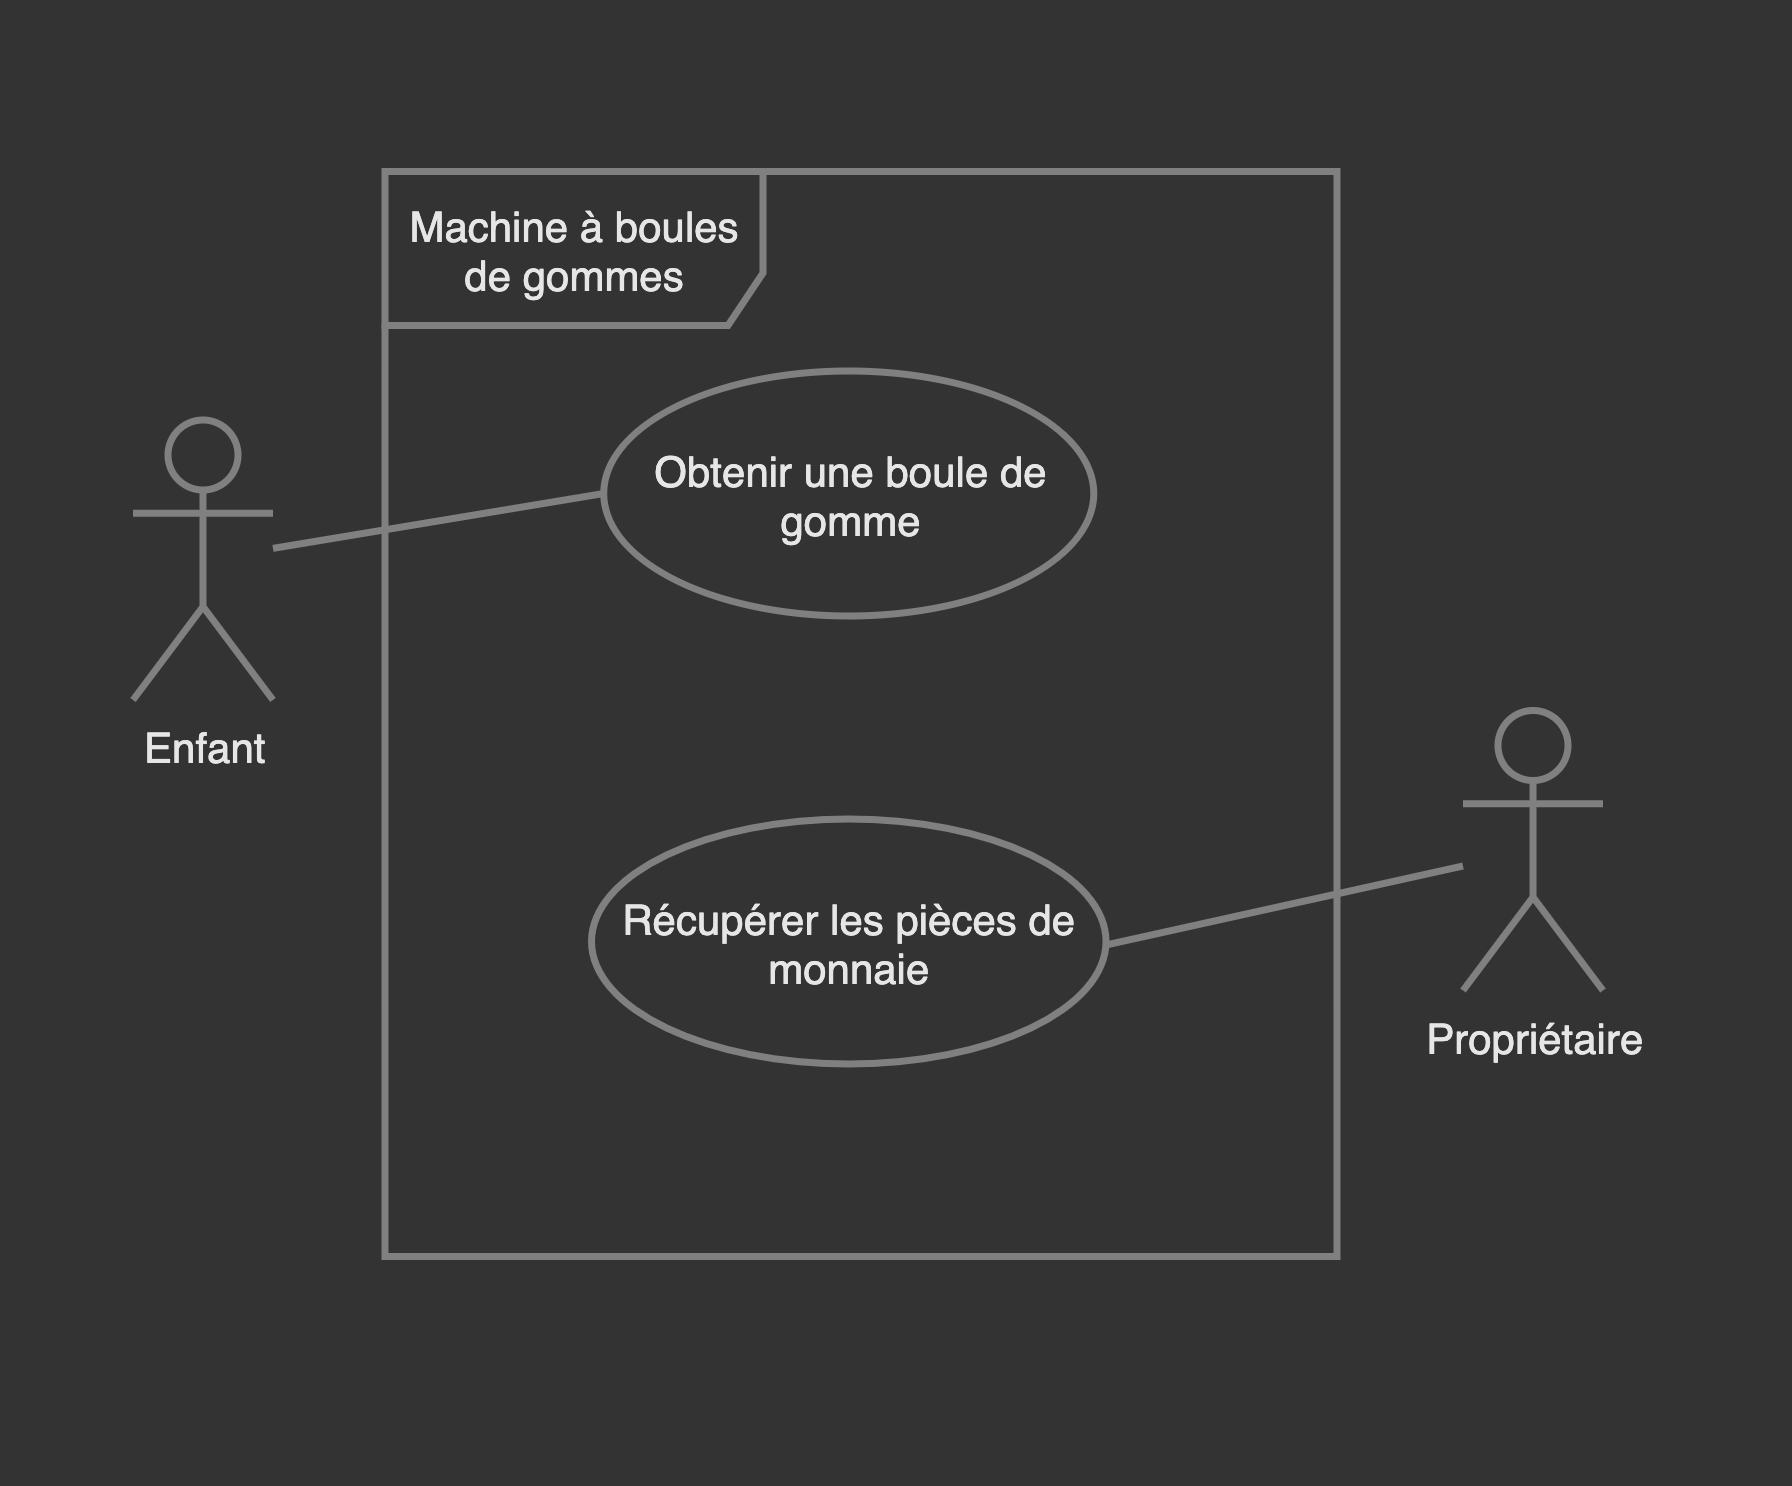 Machine à boules
de gommes
Obtenir une boule de
gomme
Enfant
Récupérer les pièces de
monnaie
Propriétaire